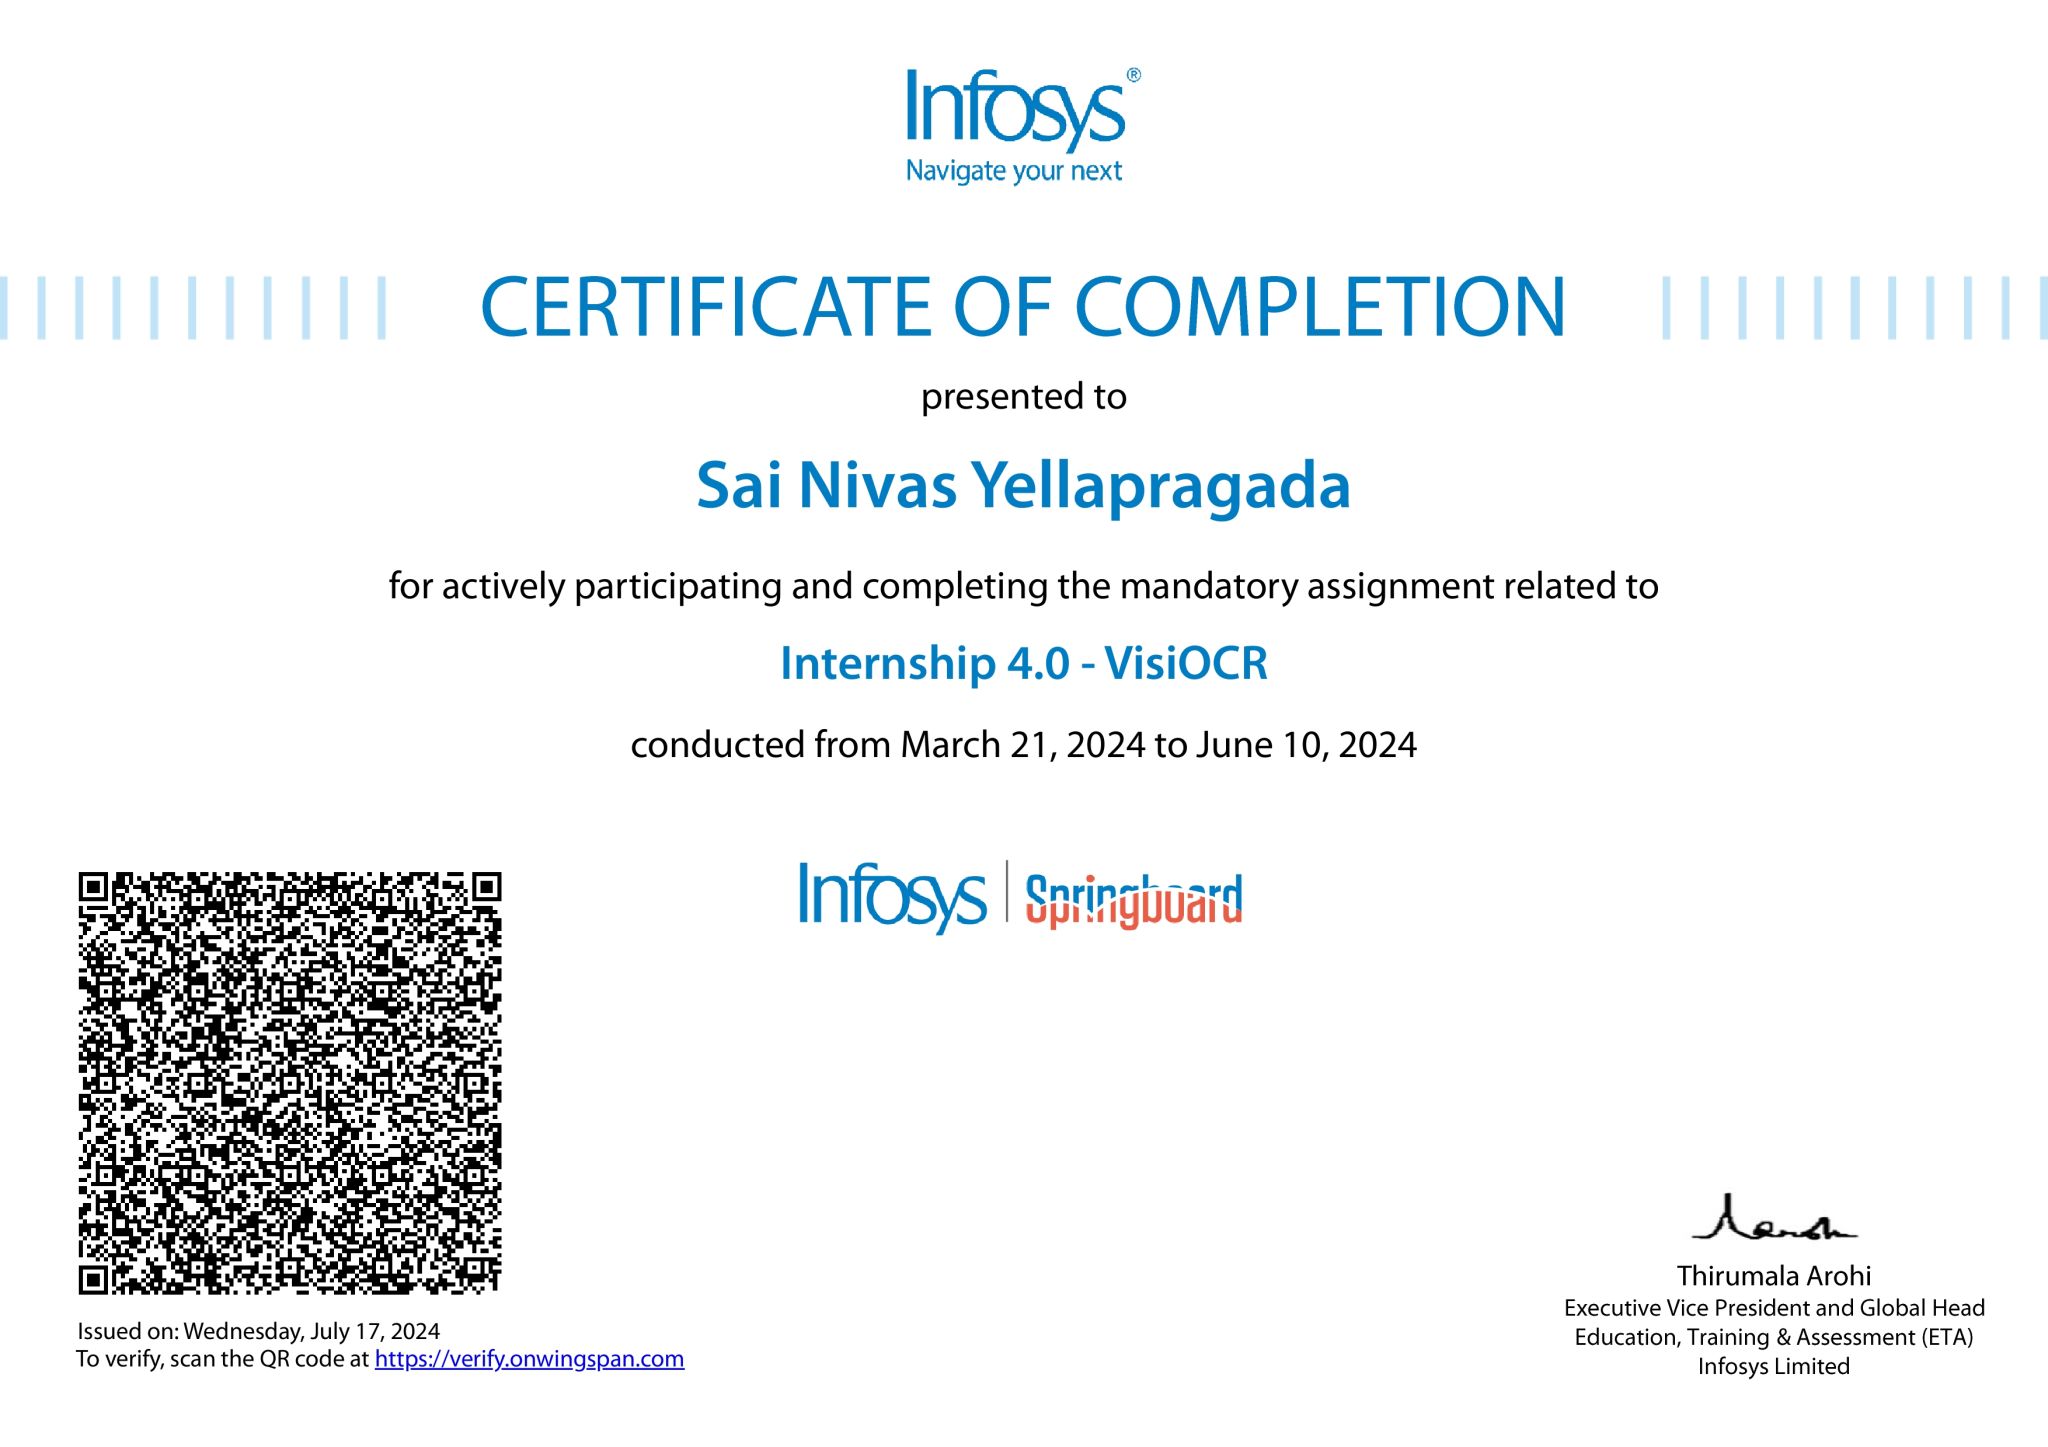 Infosys®
Navigate your next
CERTIFICATE OF COMPLETION
presented to
Sai Nivas Yellapragada
for actively participating and completing the mandatory assignment related to
Internship 4.0 - VisiOCR
conducted from March 21, 2024 to June 10, 2024
Infosys | Springboard
Issued on: Wednesday, July 17, 2024
To verify, scan the QR code at https://verify.onwingspan.com
Thirumala Arohi
Executive Vice President and Global Head
Education, Training & Assessment (ETA)
Infosys Limited